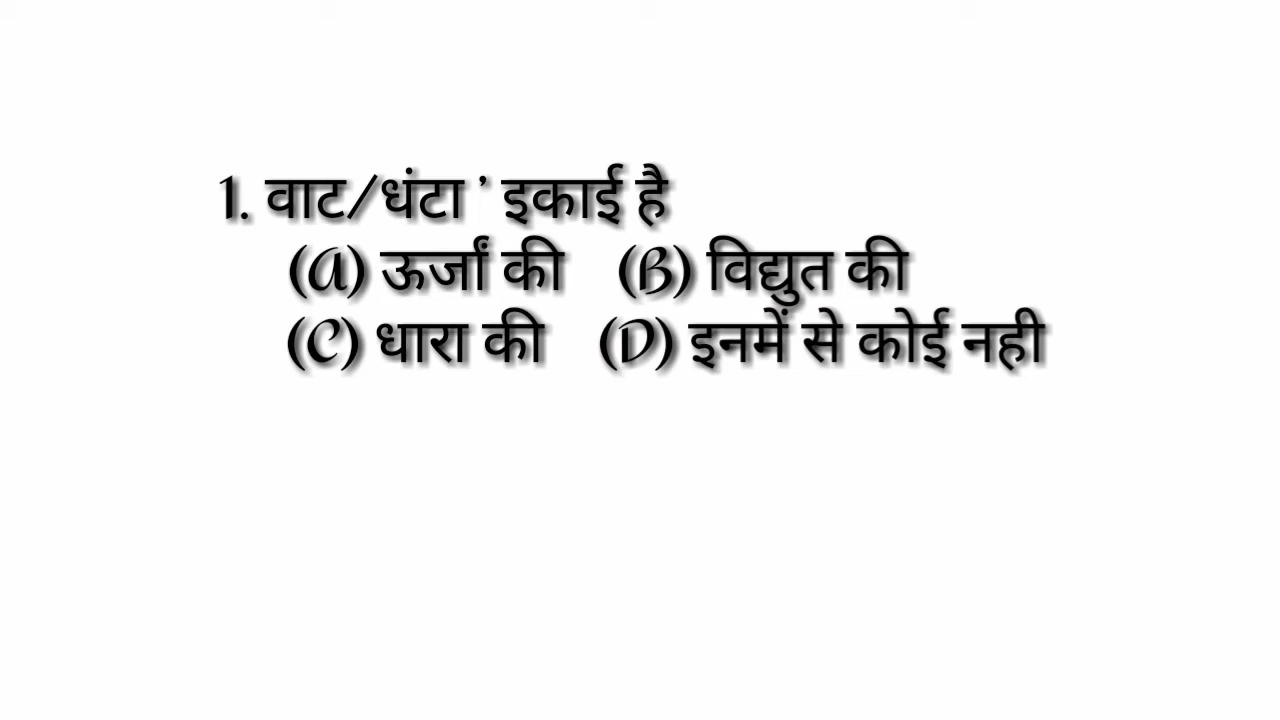 1. वाट/धंटा ’ इकाई है
(A) ऊर्जां की (B) विद्युत की
(C) धारा की (D) इनमें से कोई नही